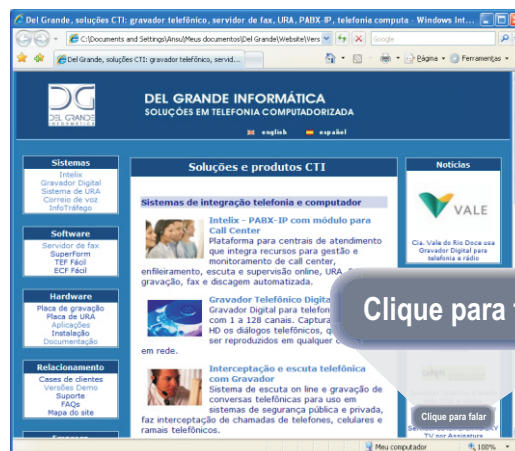 Del Grande, soluções CTI: gravador telefônico, servidor de fax, URA, PABX-IP, telefonia computa - Windows Int...
C:\Documents and Settings\Ansu\Meus documentos\Del Grande\Website\Vers
Google
Del Grande, soluções CTI: gravador telefônico, servid...
Página
Ferramentas
DEL GRANDE
INFORMÁTICA
DEL GRANDE INFORMÁTICA
SOLUÇÕES EM TELEFONIA COMPUTADORIZADA
english
español
Sistemas
Intelix
Gravador Digital
Sistema de URA
Correio de voz
InfoTráfego
Software
Servidor de fax
SuperForm
TEF Fácil
ECF Fácil
Hardware
Placa de gravação
Placa de URA
Aplicações
Instalação
Documentação
Relacionamento
Cases de clientes
Versões Demo
Suporte
FAQs
Mapa do site
Empresa
Soluções e produtos CTI
Sistemas de integração telefonia e computador
Intelix - PABX-IP com módulo para
Call Center
Plataforma para centrais de atendimento
que integra recursos para gestão e
monitoramento de call center,
enfileiramento, escuta e supervisão online, URA,
gravação, fax e discagem automatizada.
Gravador Telefônico Digita
Gravador Digital para telefon
com 1 a 128 canais. Captura
HD os diálogos telefônicos, q
ser reproduzidos em qualquer
em rede.
Interceptação e escuta telefônica
com Gravador
Sistema de escuta on line e gravação de
conversas telefônicas para uso em
sistemas de segurança pública e privada,
faz interceptação de chamadas de telefones, celulares e
ramais telefônicos.
Notícias
VALE
Cia. Vale do Rio Doce usa
Gravador Digital para
telefonia e rádio
Clique para
Clique para falar
TV por Assinatura
Meu computador
100%